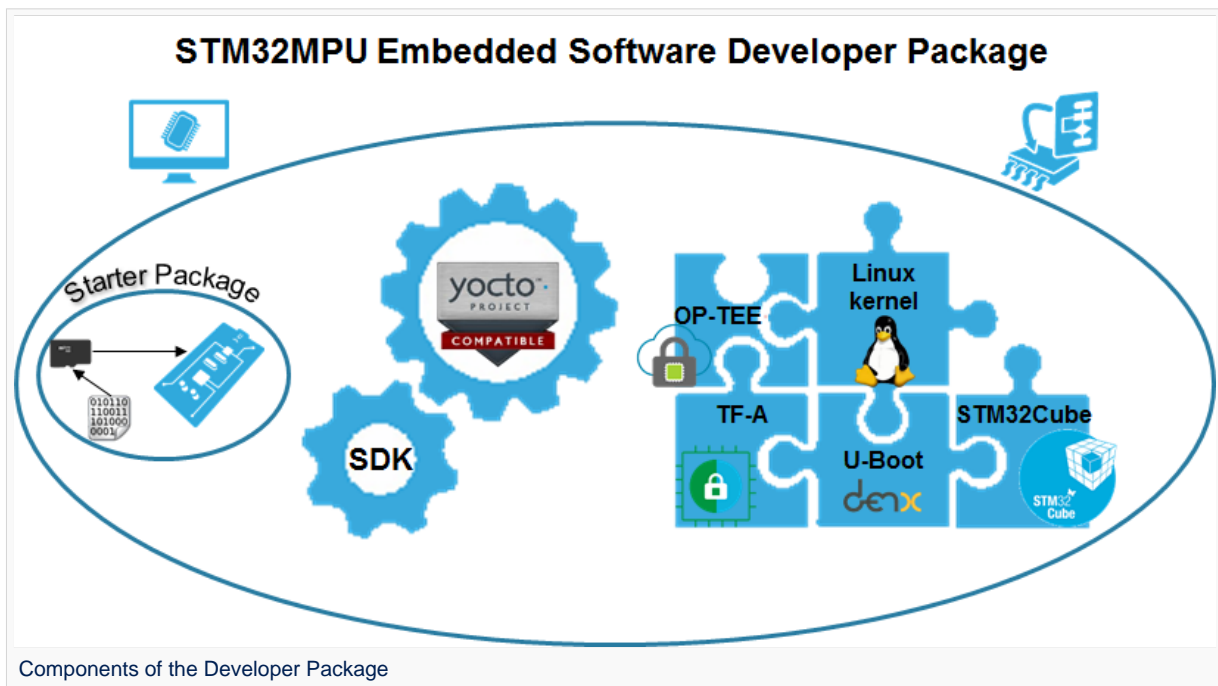 STM32MPU Embedded Software Developer Package
Starter Package
010110
110011
101000
0001
yocto™
PROJECT
COMPATIBLE
SDK
OP-TEE
Linux
kernel
TF-A
U-Boot
denx
STM32Cube
STM32
Cube
Components of the Developer Package